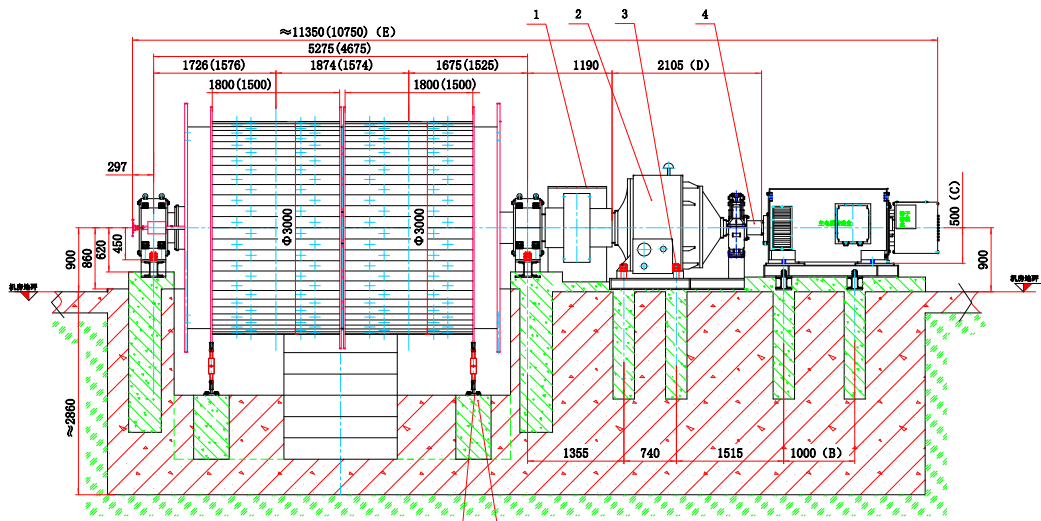 1 2 3 4
≈11350(10750) (E)
5275(4675)
1726(1576) 1874(1574) 1675(1525) 1190 2105 (D)
1800(1500) 1800(1500)
297
Φ3000 Φ3000
500 (C)
900 860 620 450
900
机房地坪 机房地坪
≈2860
1355 740 1515 1000 (B)